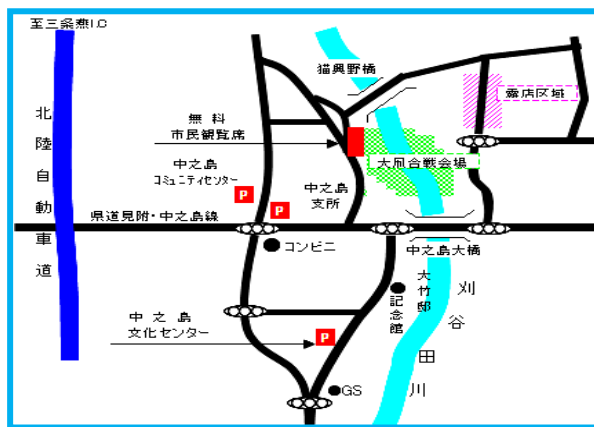 至三条燕I.C
北陸自動車道
猫興野橋
露店区域
無料
市民観覧席
大凧合戦会場
中之島
コミュニティセンター
中之島
支所
P
P
県道見附・中之島線
コンビニ
中之島大橋
大竹邸
記念館
刈谷田川
中之島
文化センター
P
GS